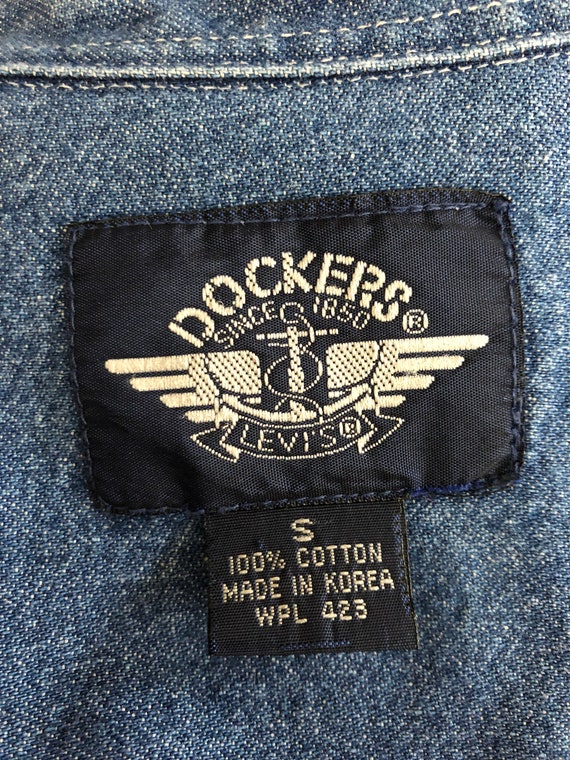 DOCKERS®
SINCE 1850
LEVI'S®
S
100% COTTON
MADE IN KOREA
WPL 423